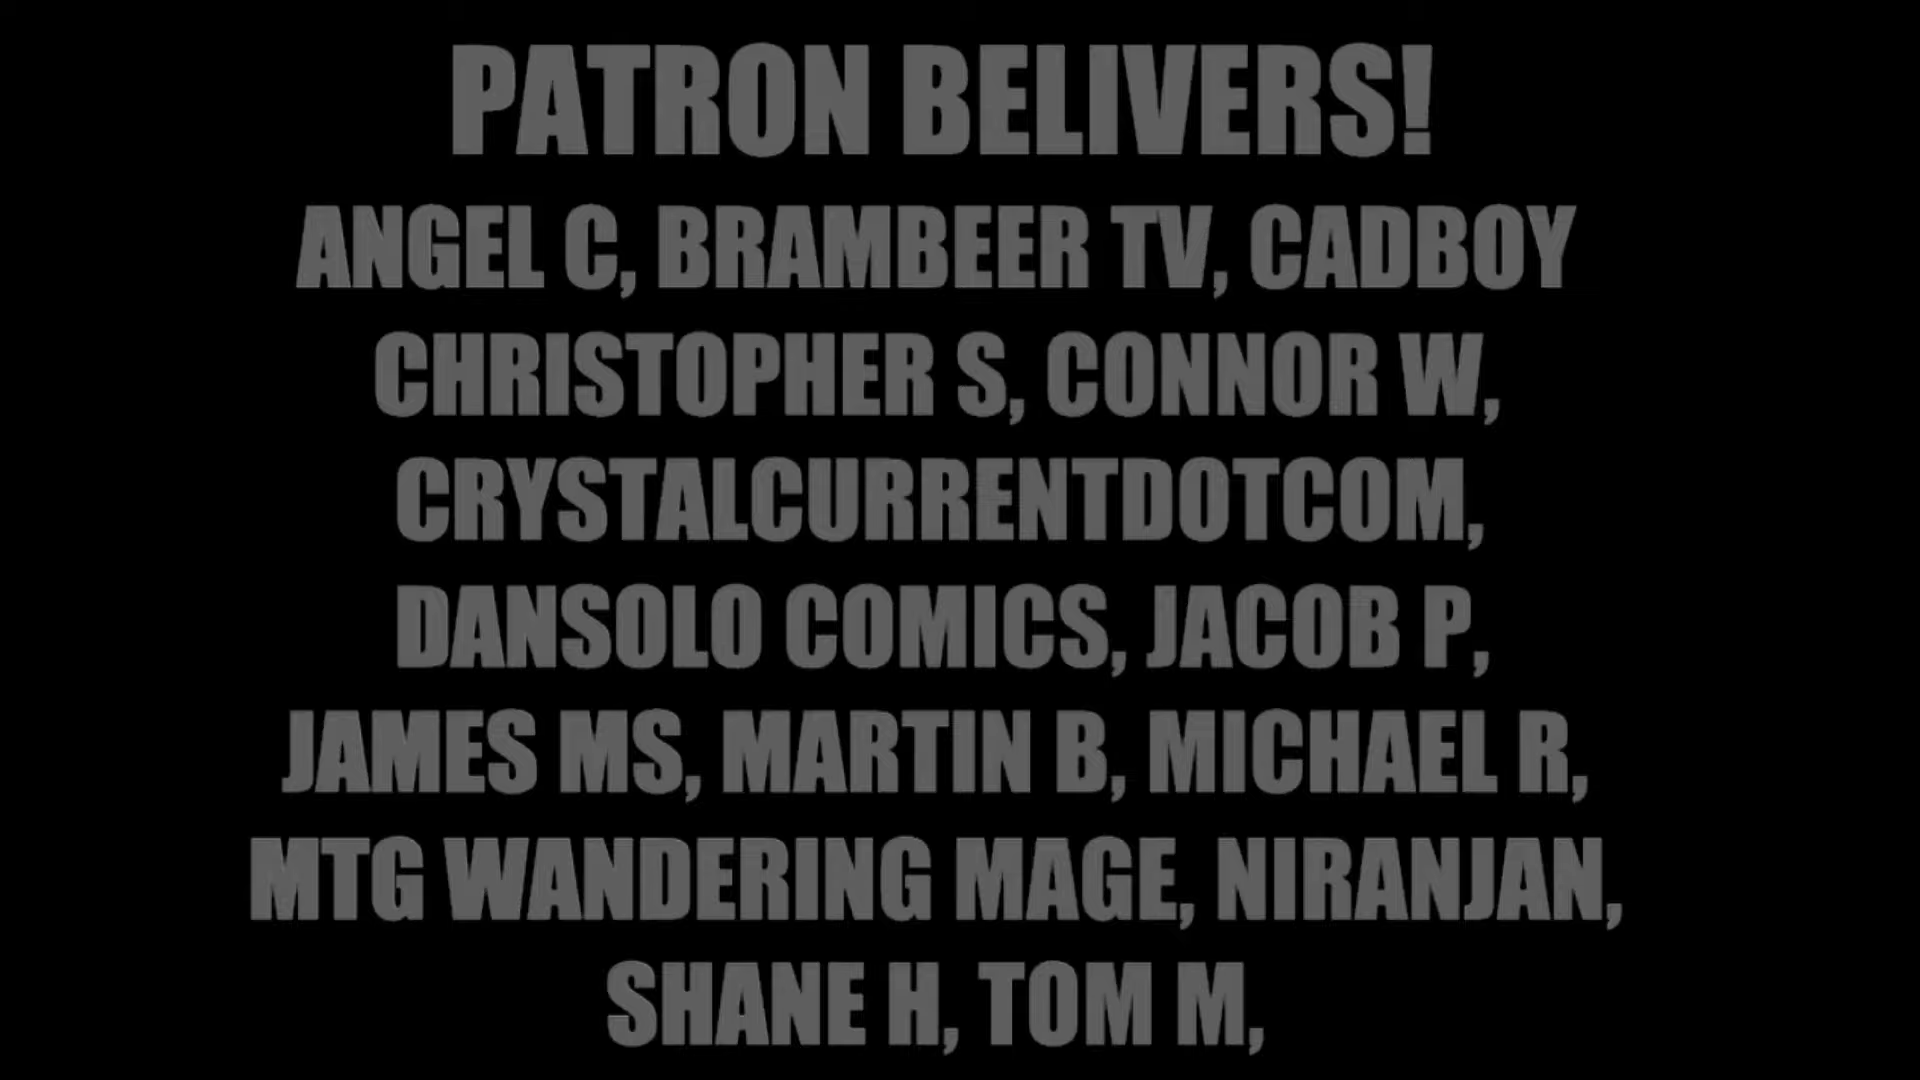 PATRON BELIVERS!
ANGEL C, BRAMBEER TV, CADBOY
CHRISTOPHER S, CONNOR W,
CRYSTALCURRENTDOTCOM,
DANSOLO COMICS, JACOB P,
JAMES MS, MARTIN B, MICHAEL R,
MTG WANDERING MAGE, NIRANJAN,
SHANE H, TOM M,